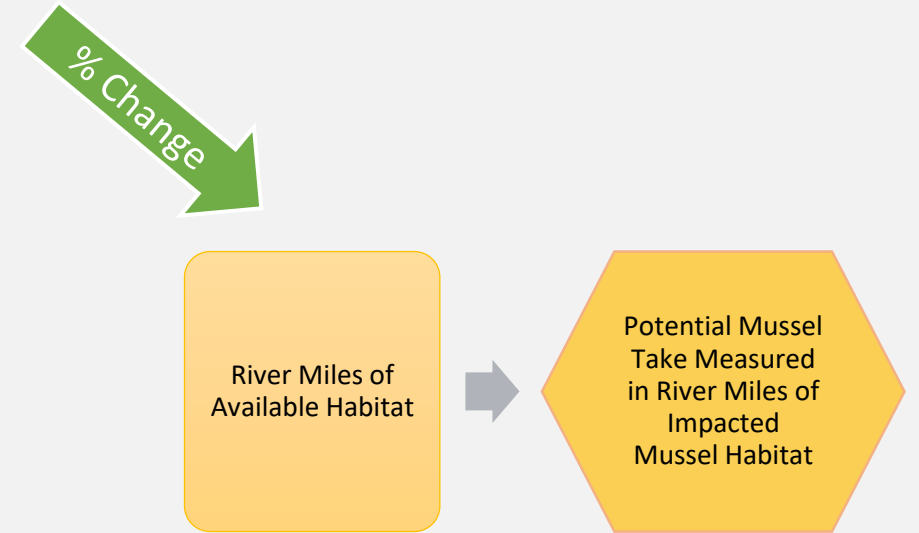 % Change
River Miles of
Available Habitat
Potential Mussel
Take Measured
in River Miles of
Impacted
Mussel Habitat